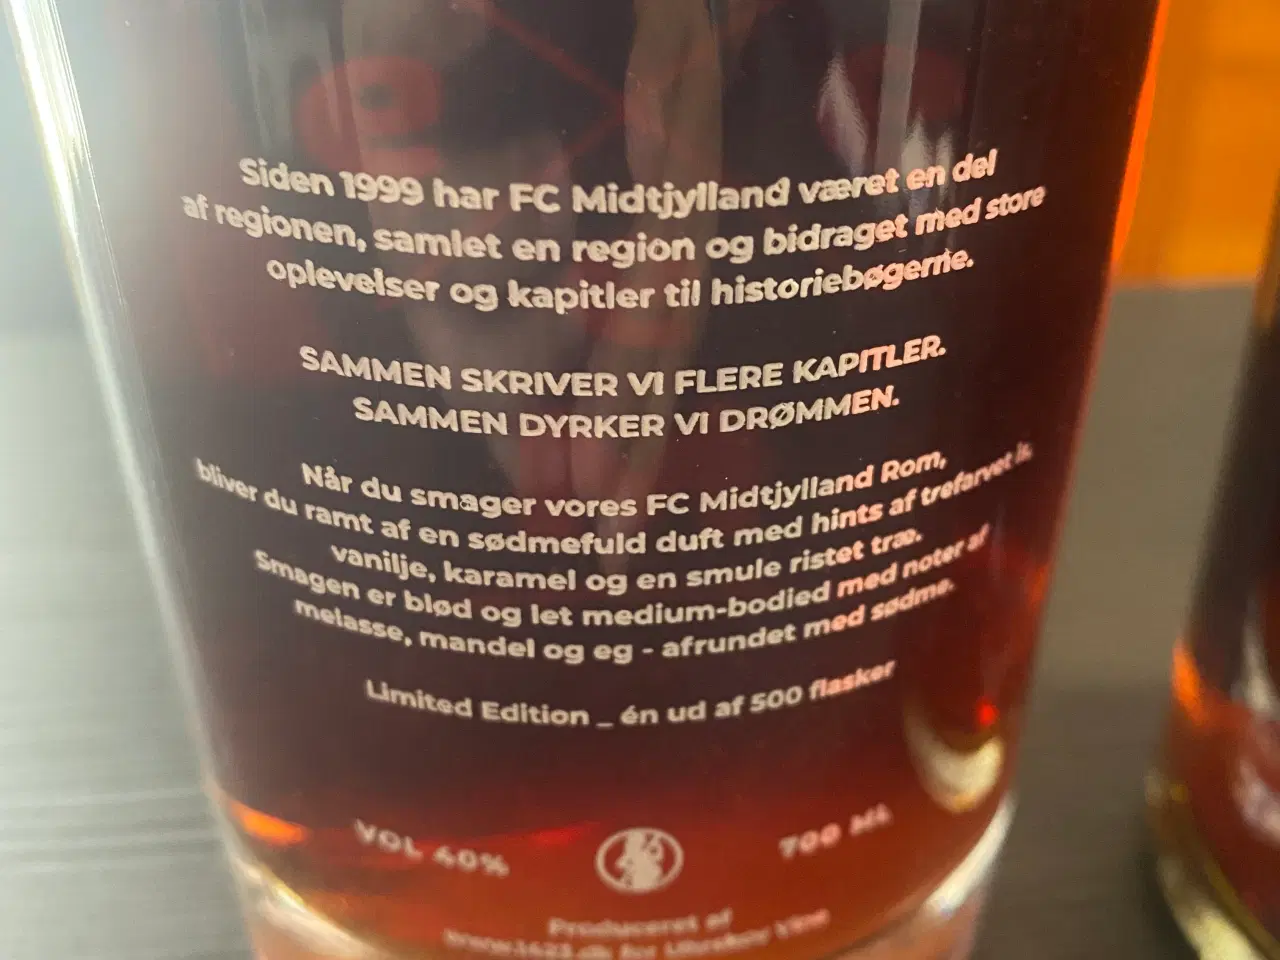 Siden 1999 har FC Midtjylland været en del
af regionen, samlet en region og bidraget med store
oplevelser og kapitler til historiebøgerne.
SAMMEN SKRIVER VI FLERE KAPITLER.
SAMMEN DYRKER VI DRØMMEN.
Når du smager vores FC Midtjylland Rom,
bliver du ramt af en sødmefuld duft med hints af trefarvet is,
vanilje, karamel og en smule ristet træ.
Smagen er blød og let medium-bodied med noter af
melasse, mandel og eg - afrundet med sødme.
Limited Edition _ én ud af 500 flasker
VOL 40%
700 ML
Produceret af
www.1423.dk for